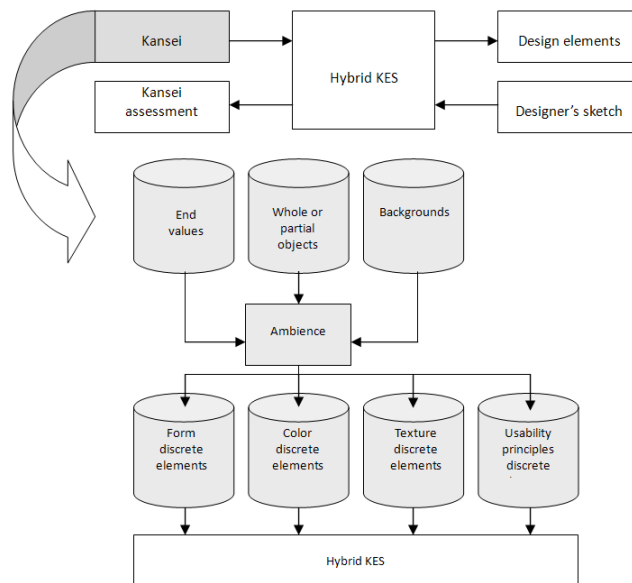 Kansei
Design elements
Hybrid KES
Kansei
assessment
Designer's sketch
End
values
Whole or
partial
objects
Backgrounds
Ambience
Form
discrete
elements
Color
discrete
elements
Texture
discrete
elements
Usability
principles
discrete
Hybrid KES